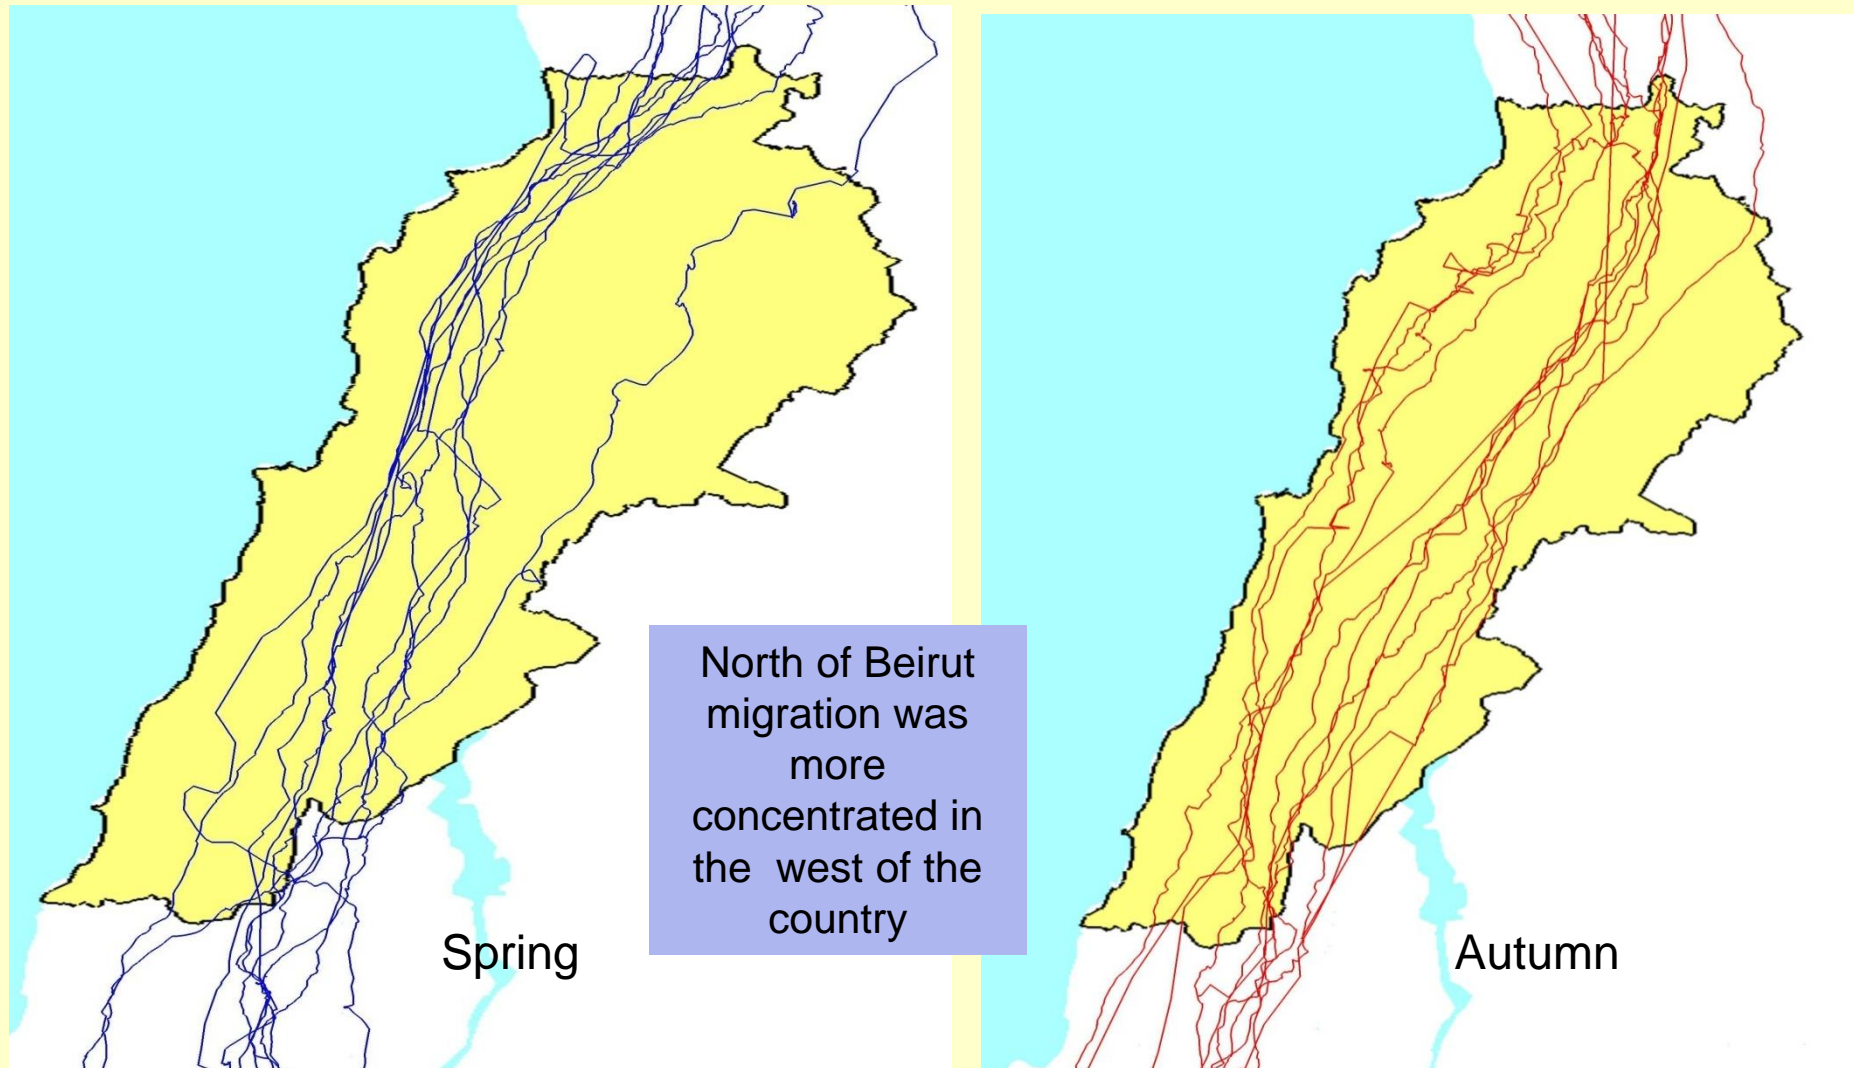 North of Beirut
migration was
more
concentrated in
the  west of the
country
Spring
Autumn